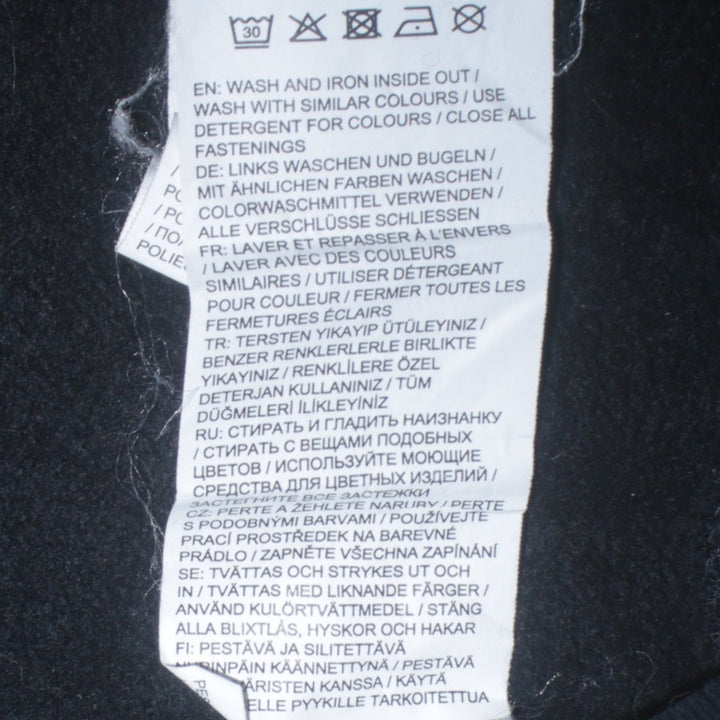 30
EN: WASH AND IRON INSIDE OUT /
WASH WITH SIMILAR COLOURS / USE
DETERGENT FOR COLOURS / CLOSE ALL
FASTENINGS
DE: LINKS WASCHEN UND BUGELN /
MIT ÄHNLICHEN FARBEN WASCHEN /
COLORWASCHMITTEL VERWENDEN /
ALLE VERSCHLÜSSE SCHLIESSEN
FR: LAVER ET REPASSER À L'ENVERS
/ LAVER AVEC DES COULEURS
SIMILAIRES / UTILISER DÉTERGEANT
POUR COULEUR / FERMER TOUTES LES
FERMETURES ÉCLAIRS
TR: TERSTEN YIKAYIP ÜTÜLEYINIZ /
BENZER RENKLERLERLE BIRLIKTE
YIKAYINIZ / RENKLİLERE ÖZEL
DETERJAN KULLANINIZ / TÜM
DÜĞMELERİ İLİKLEYİNİZ
RU: СТИРАТЬ И ГЛАДИТЬ НАИЗНАНКУ
/ СТИРАТЬ С ВЕЩАМИ ПОДОБНЫХ
ЦВЕТОВ / ИСПОЛЬЗУЙТЕ МОЮЩИЕ
СРЕДСТВА ДЛЯ ЦВЕТНЫХ ИЗДЕЛИЙ /
ЗАСТЕГНИТЕ ВСЕ ЗАСТЕЖКИ
CZ: PERTE A ŽEHLETE NARUBY / PERTE
S PODOBNÝMI BARVAMI / POUŽÍVEJTE
PRACÍ PROSTŘEDEK NA BAREVNÉ
PRÁDLO / ZAPNĚTE VŠECHNA ZAPÍNÁNÍ
SE: TVÄTTAS OCH STRYKES UT OCH
IN / TVÄTTAS MED LIKNANDE FÄRGER /
ANVÄND KULÖRTVÄTTMEDEL / STÄNG
ALLA BLIXTLÅS, HYSKOR OCH HAKAR
FI: PESTÄVÄ JA SILITETTÄVÄ
NURINPÄIN KÄÄNNETTYNÄ / PESTÄVÄ
ÄRISTEN KANSSA / KÄYTÄ
ELLE PYYKILLE TARKOITETTUA